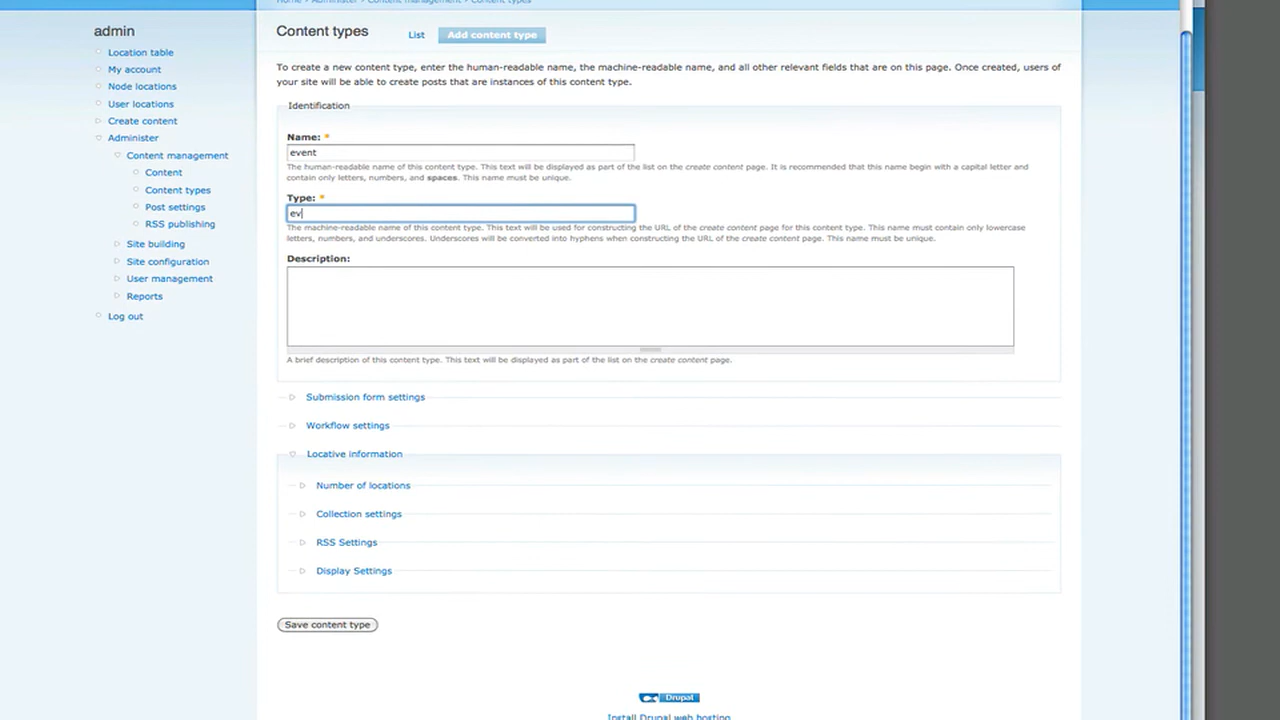 Home › Administer › Content management › Content types
admin
Location table
My account
Node locations
User locations
Create content
Administer
Content management
Content
Content types
Post settings
RSS publishing
Site building
Site configuration
User management
Reports
Log out
Content types
List
Add content type
To create a new content type, enter the human-readable name, the machine-readable name, and all other relevant fields that are on this page. Once created, users of
your site will be able to create posts that are instances of this content type.
Identification
Name: *
event
The human-readable name of this content type. This text will be displayed as part of the list on the create content page. It is recommended that this name begin with a capital letter and
contain only letters, numbers, and spaces. This name must be unique.
Type: *
ev
The machine-readable name of this content type. This text will be used for constructing the URL of the create content page for this content type. This name must contain only lowercase
letters, numbers, and underscores. Underscores will be converted into hyphens when constructing the URL of the create content page. This name must be unique.
Description:
A brief description of this content type. This text will be displayed as part of the list on the create content page.
Submission form settings
Workflow settings
Locative information
Number of locations
Collection settings
RSS Settings
Display Settings
Save content type
Drupal
Install Drupal web hosting